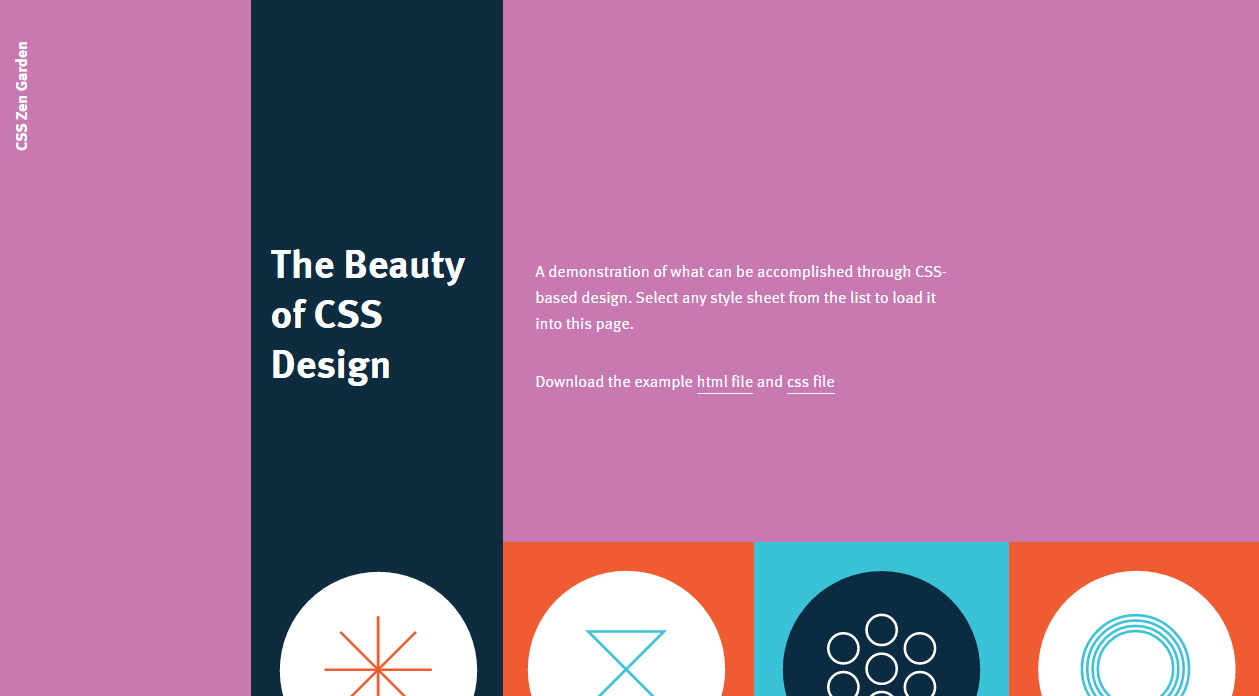 CSS Zen Garden
The Beauty
of CSS
Design
A demonstration of what can be accomplished through CSS-
based design. Select any style sheet from the list to load it
into this page.
Download the example html file and css file